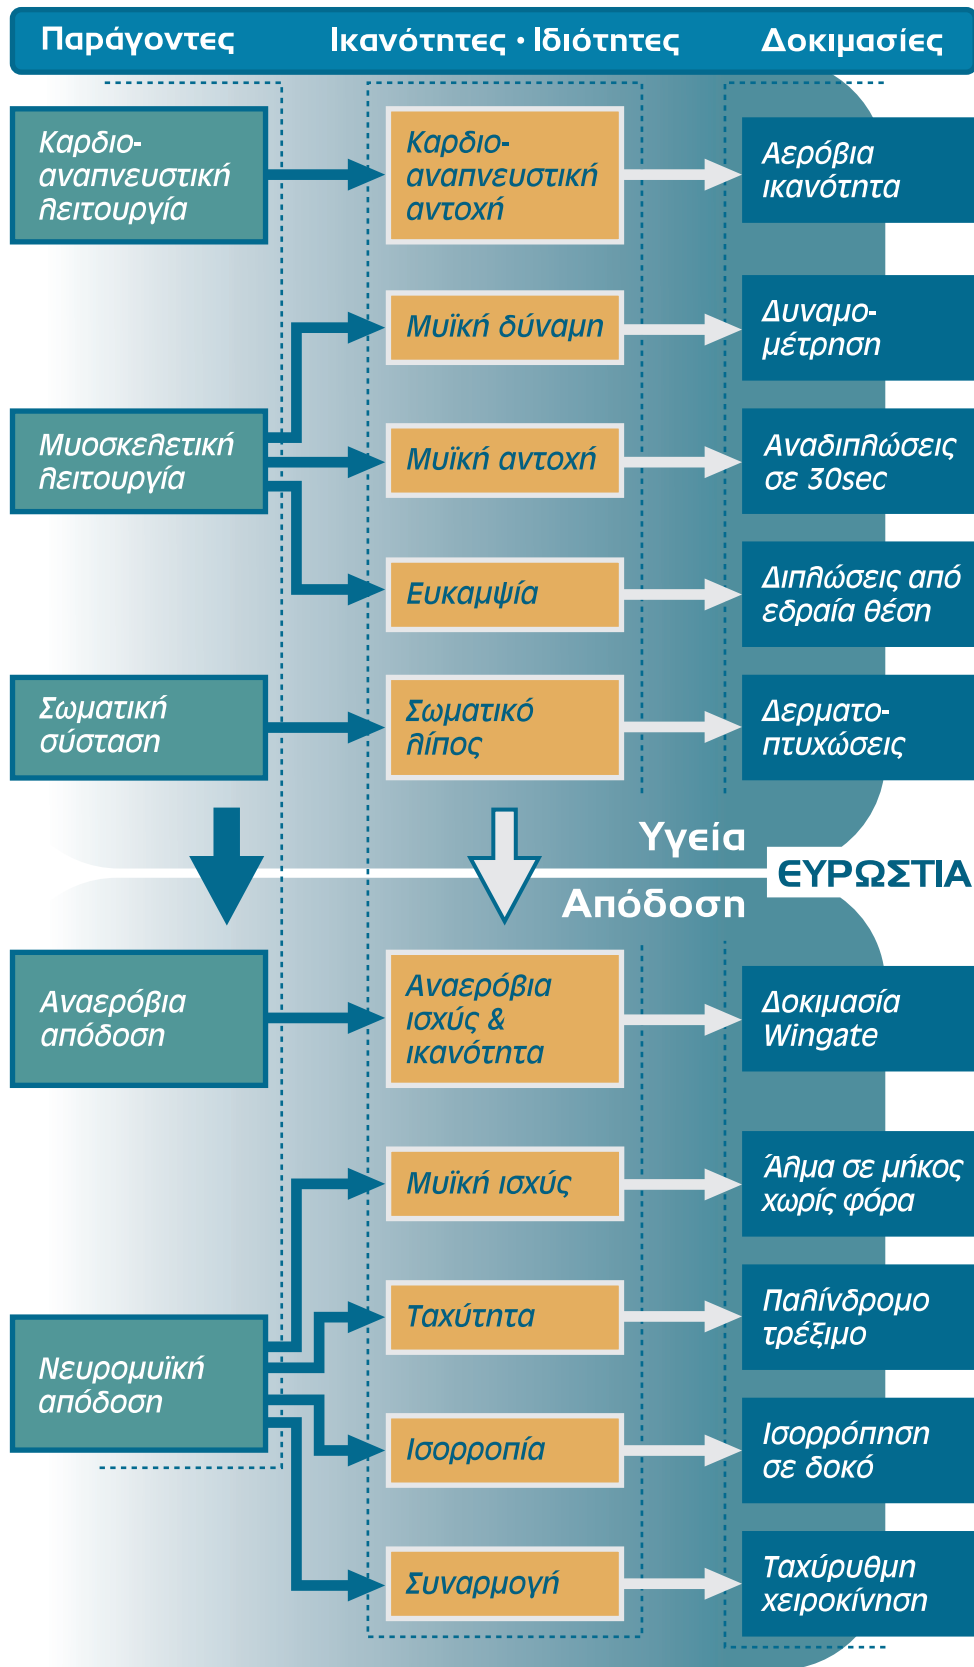 Παράγοντες
Ικανότητες · Ιδιότητες
Δοκιμασίες
Καρδιο-
αναπνευστική
λειτουργία
Καρδιο-
αναπνευστική
αντοχή
Αερόβια
ικανότητα
Μυϊκή δύναμη
Δυναμο-
μέτρηση
Μυοσκελετική
λειτουργία
Μυϊκή αντοχή
Αναδιπλώσεις
σε 30sec
Ευκαμψία
Διπλώσεις από
εδραία θέση
Σωματική
σύσταση
Σωματικό
λίπος
Δερματο-
πτυχώσεις
Υγεία
ΕΥΡΩΣΤΙΑ
Απόδοση
Αναερόβια
απόδοση
Αναερόβια
ισχύς &
ικανότητα
Δοκιμασία
Wingate
Μυϊκή ισχύς
Άλμα σε μήκος
χωρίς φόρα
Ταχύτητα
Παλίνδρομο
τρέξιμο
Νευρομυϊκή
απόδοση
Ισορροπία
Ισορρόπηση
σε δοκό
Συναρμογή
Ταχύρυθμη
χειροκίνηση